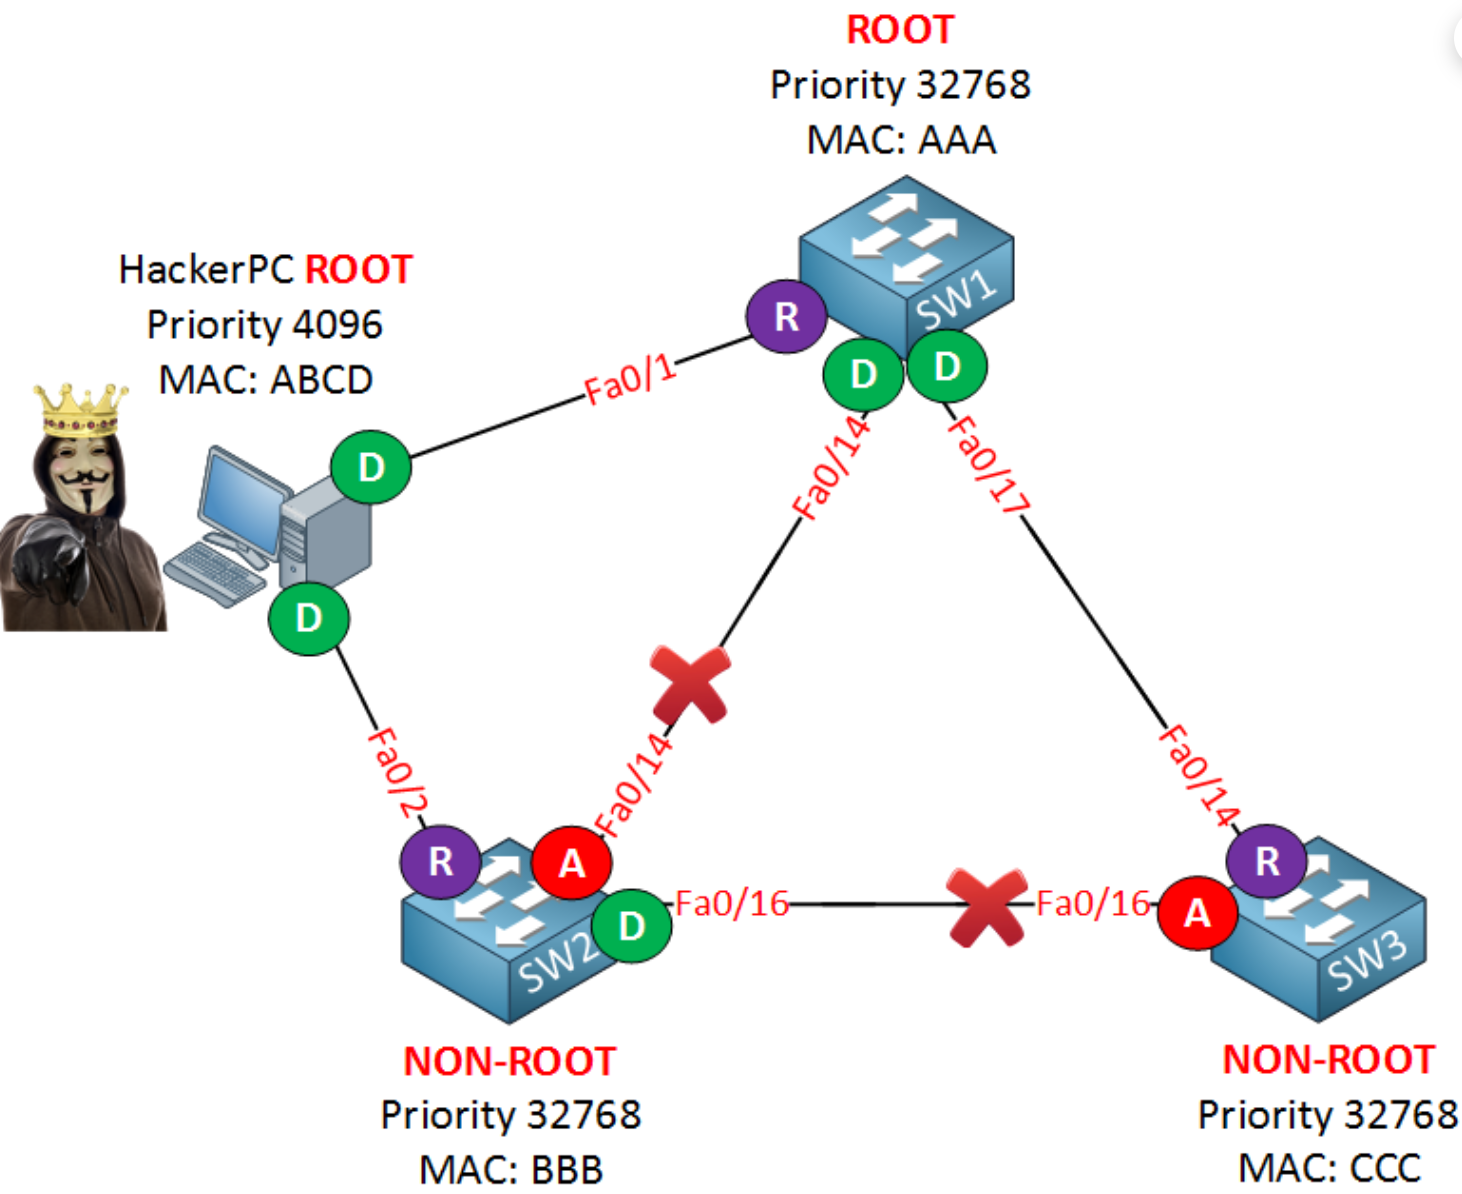 ROOT
Priority 32768
MAC: AAA
SW1
HackerPC ROOT
Priority 4096
MAC: ABCD
R
D
D
D
D
Fa0/1
Fa0/14
Fa0/17
Fa0/2
Fa0/14
Fa0/14
R
A
D
Fa0/16
Fa0/16
A
R
SW2
SW3
NON-ROOT
Priority 32768
MAC: BBB
NON-ROOT
Priority 32768
MAC: CCC